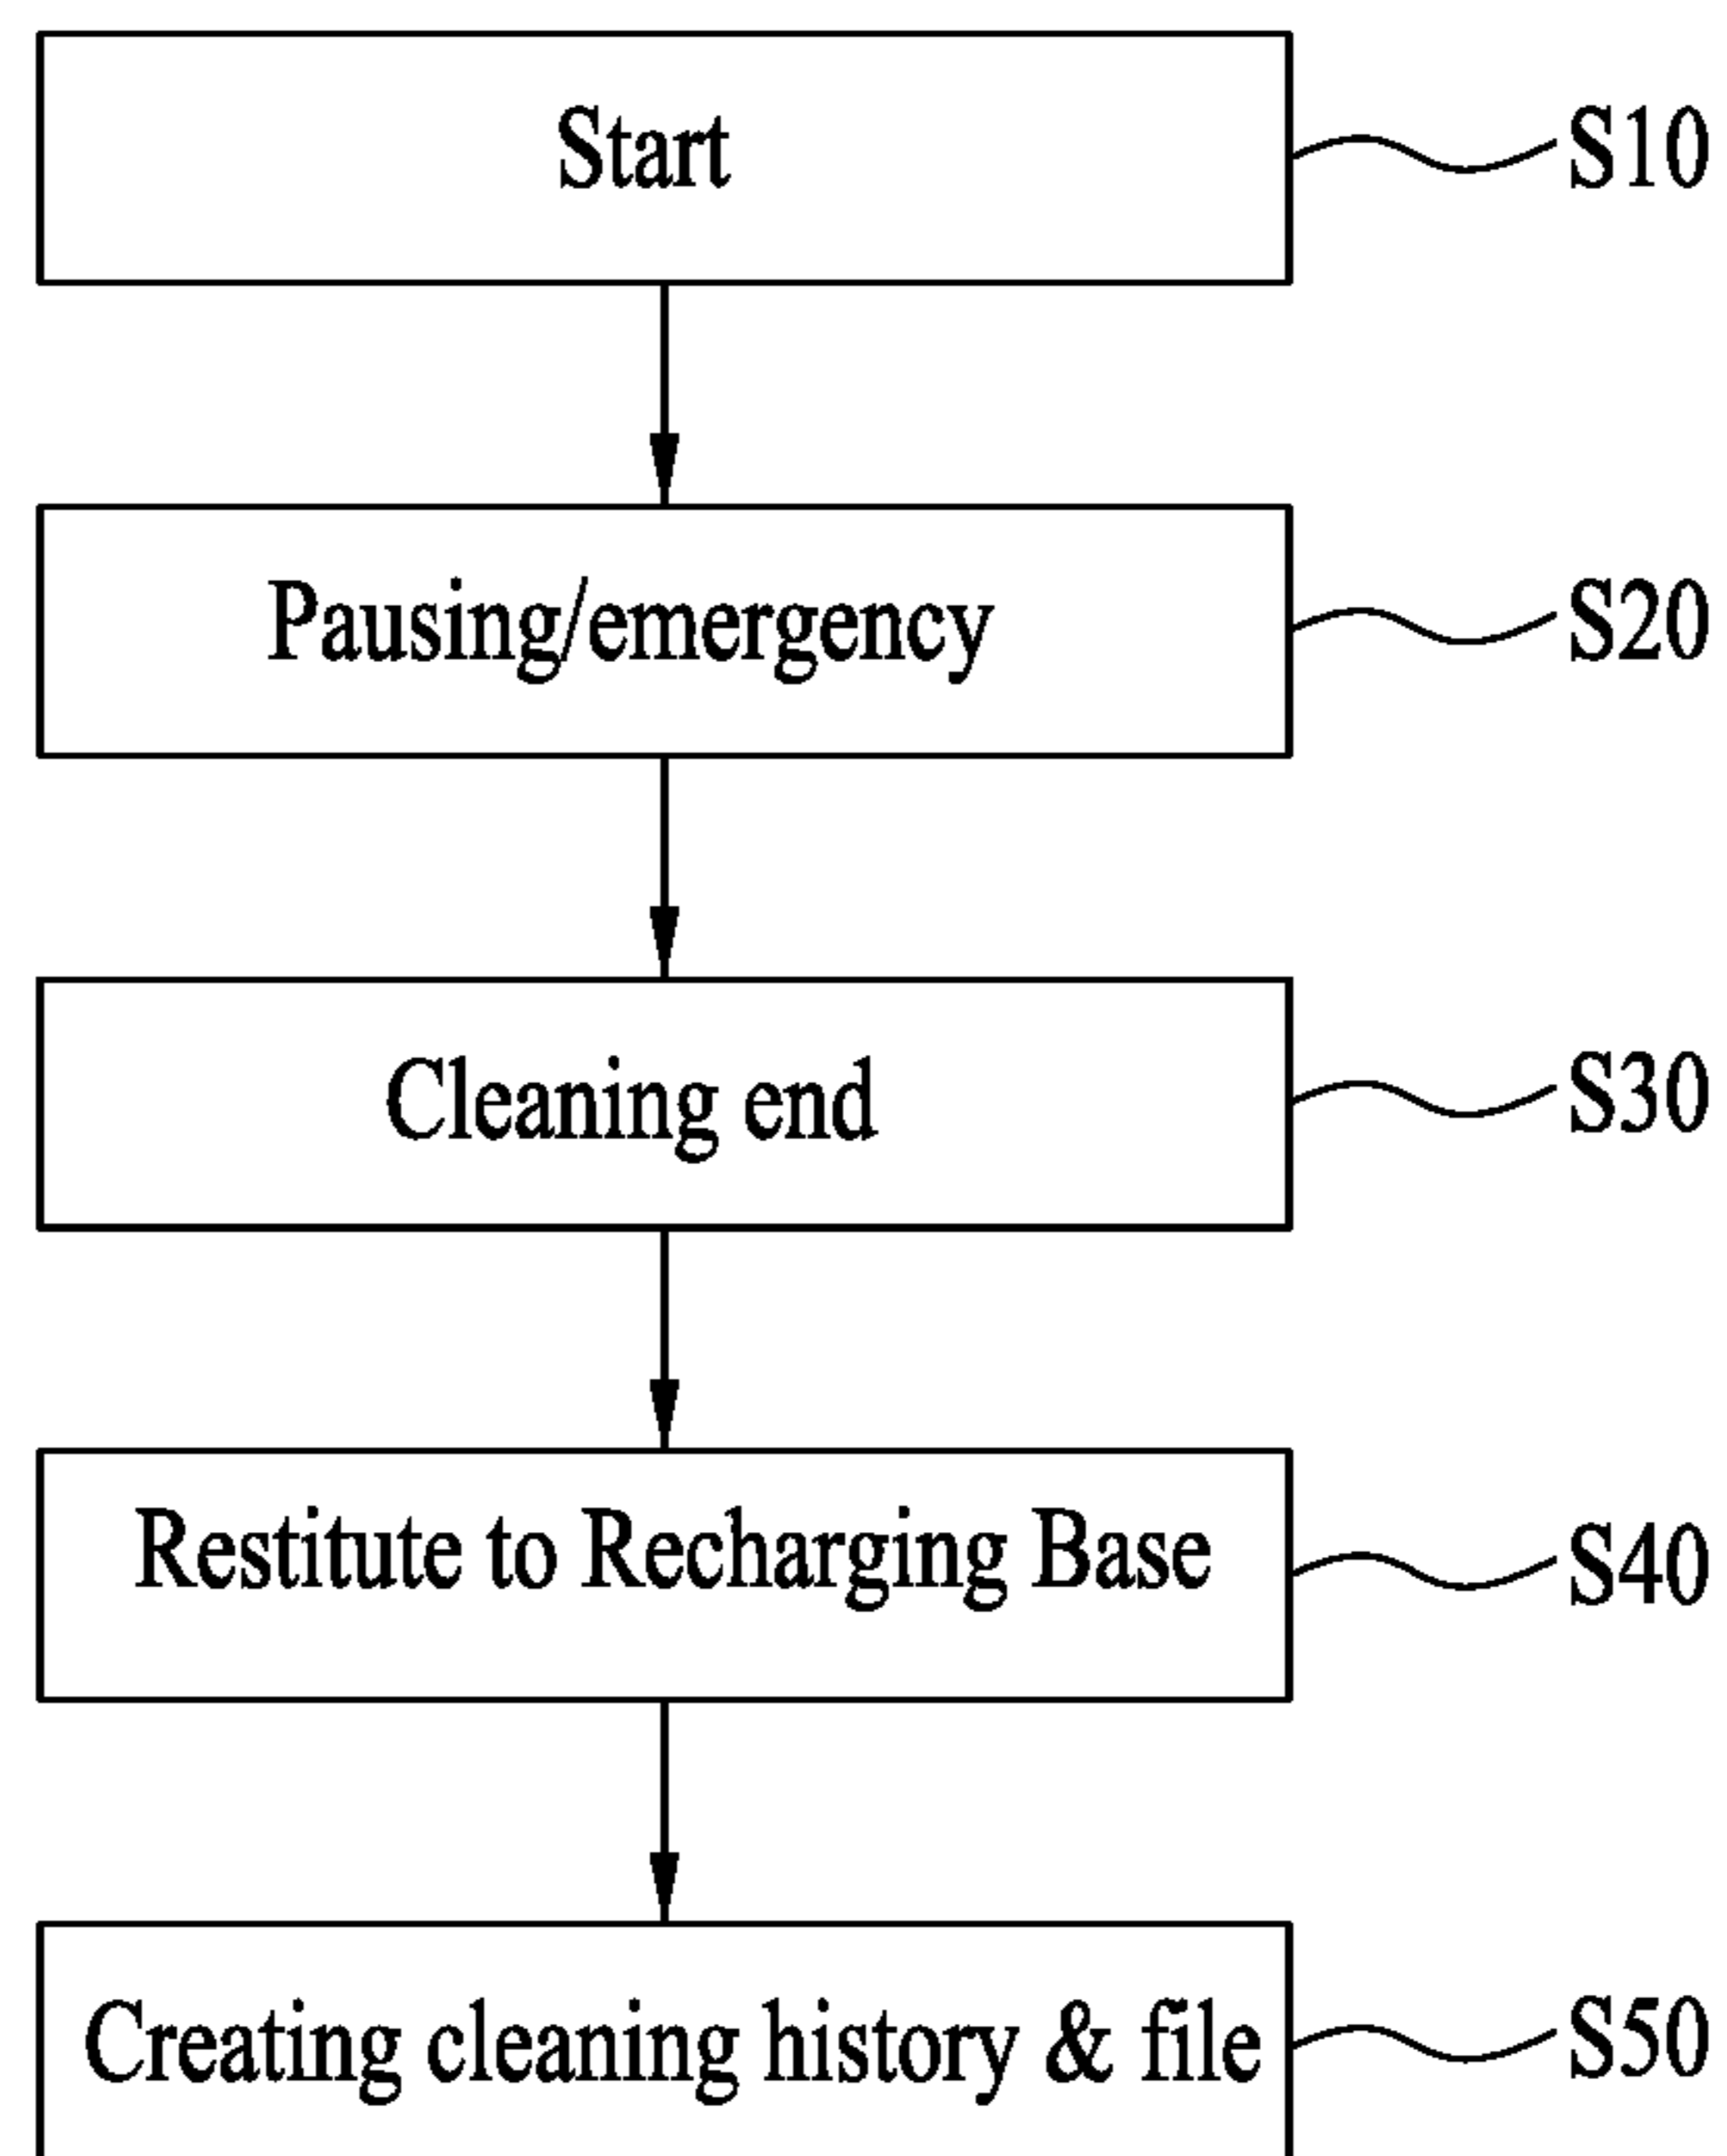 Start S10
Pausing/emergency S20
Cleaning end S30
Restitute to Recharging Base S40
Creating cleaning history & file S50